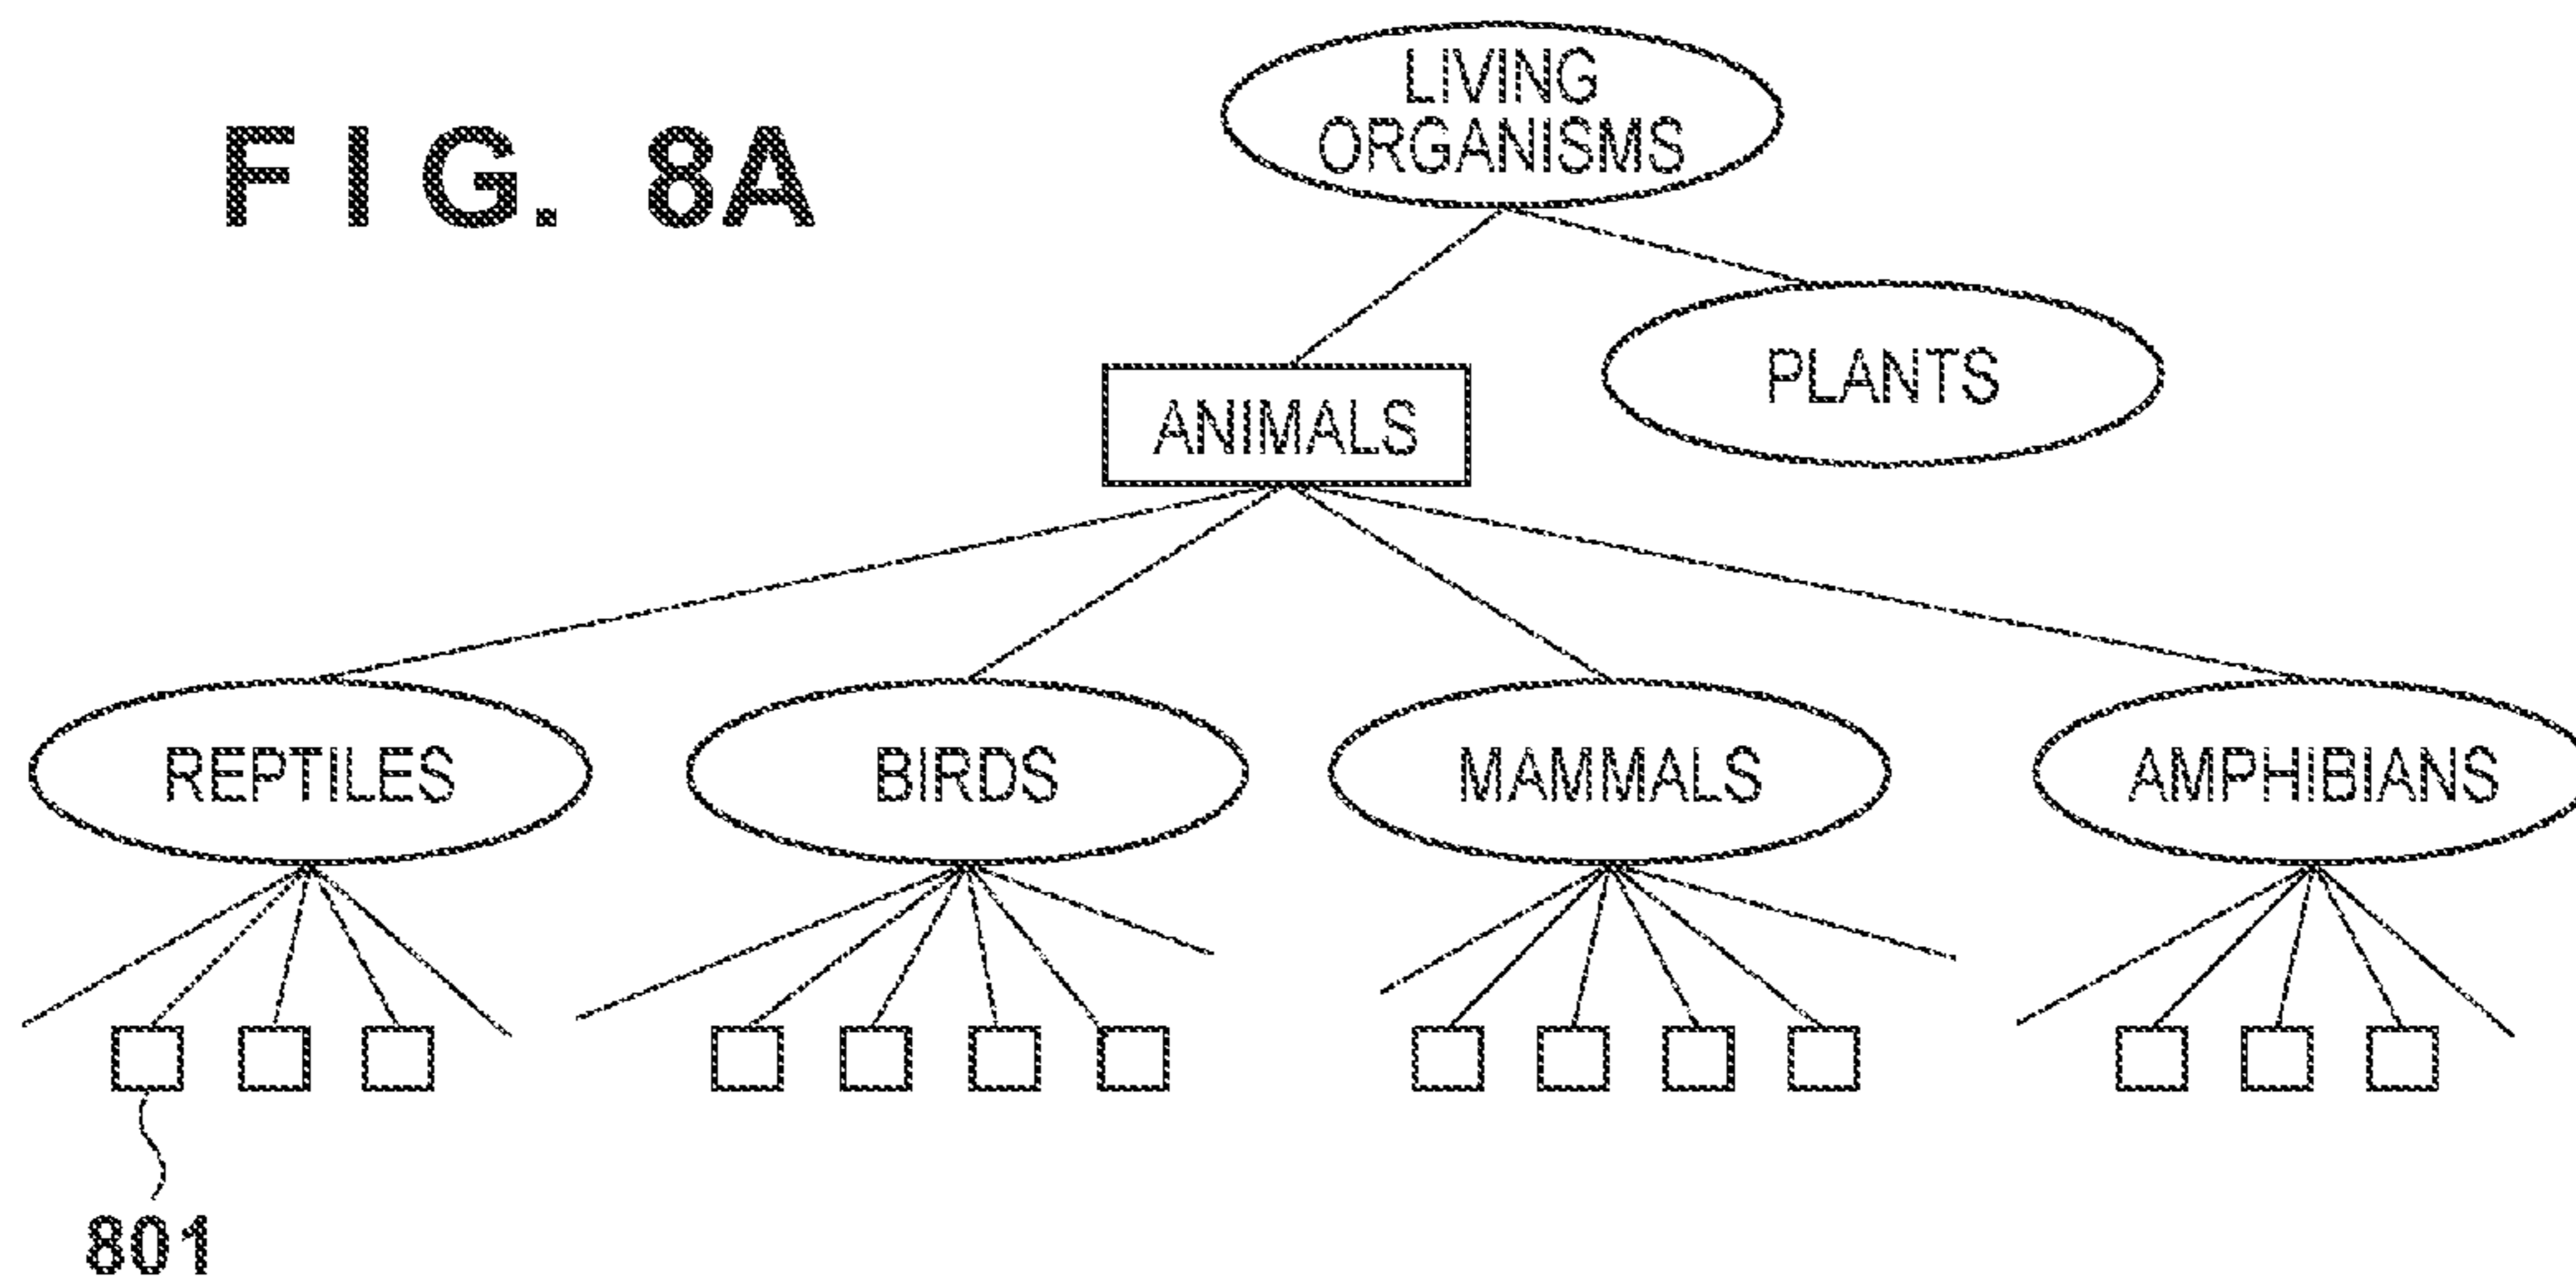 FIG. 8A
LIVING
ORGANISMS
PLANTS
ANIMALS
REPTILES
BIRDS
MAMMALS
AMPHIBIANS
801